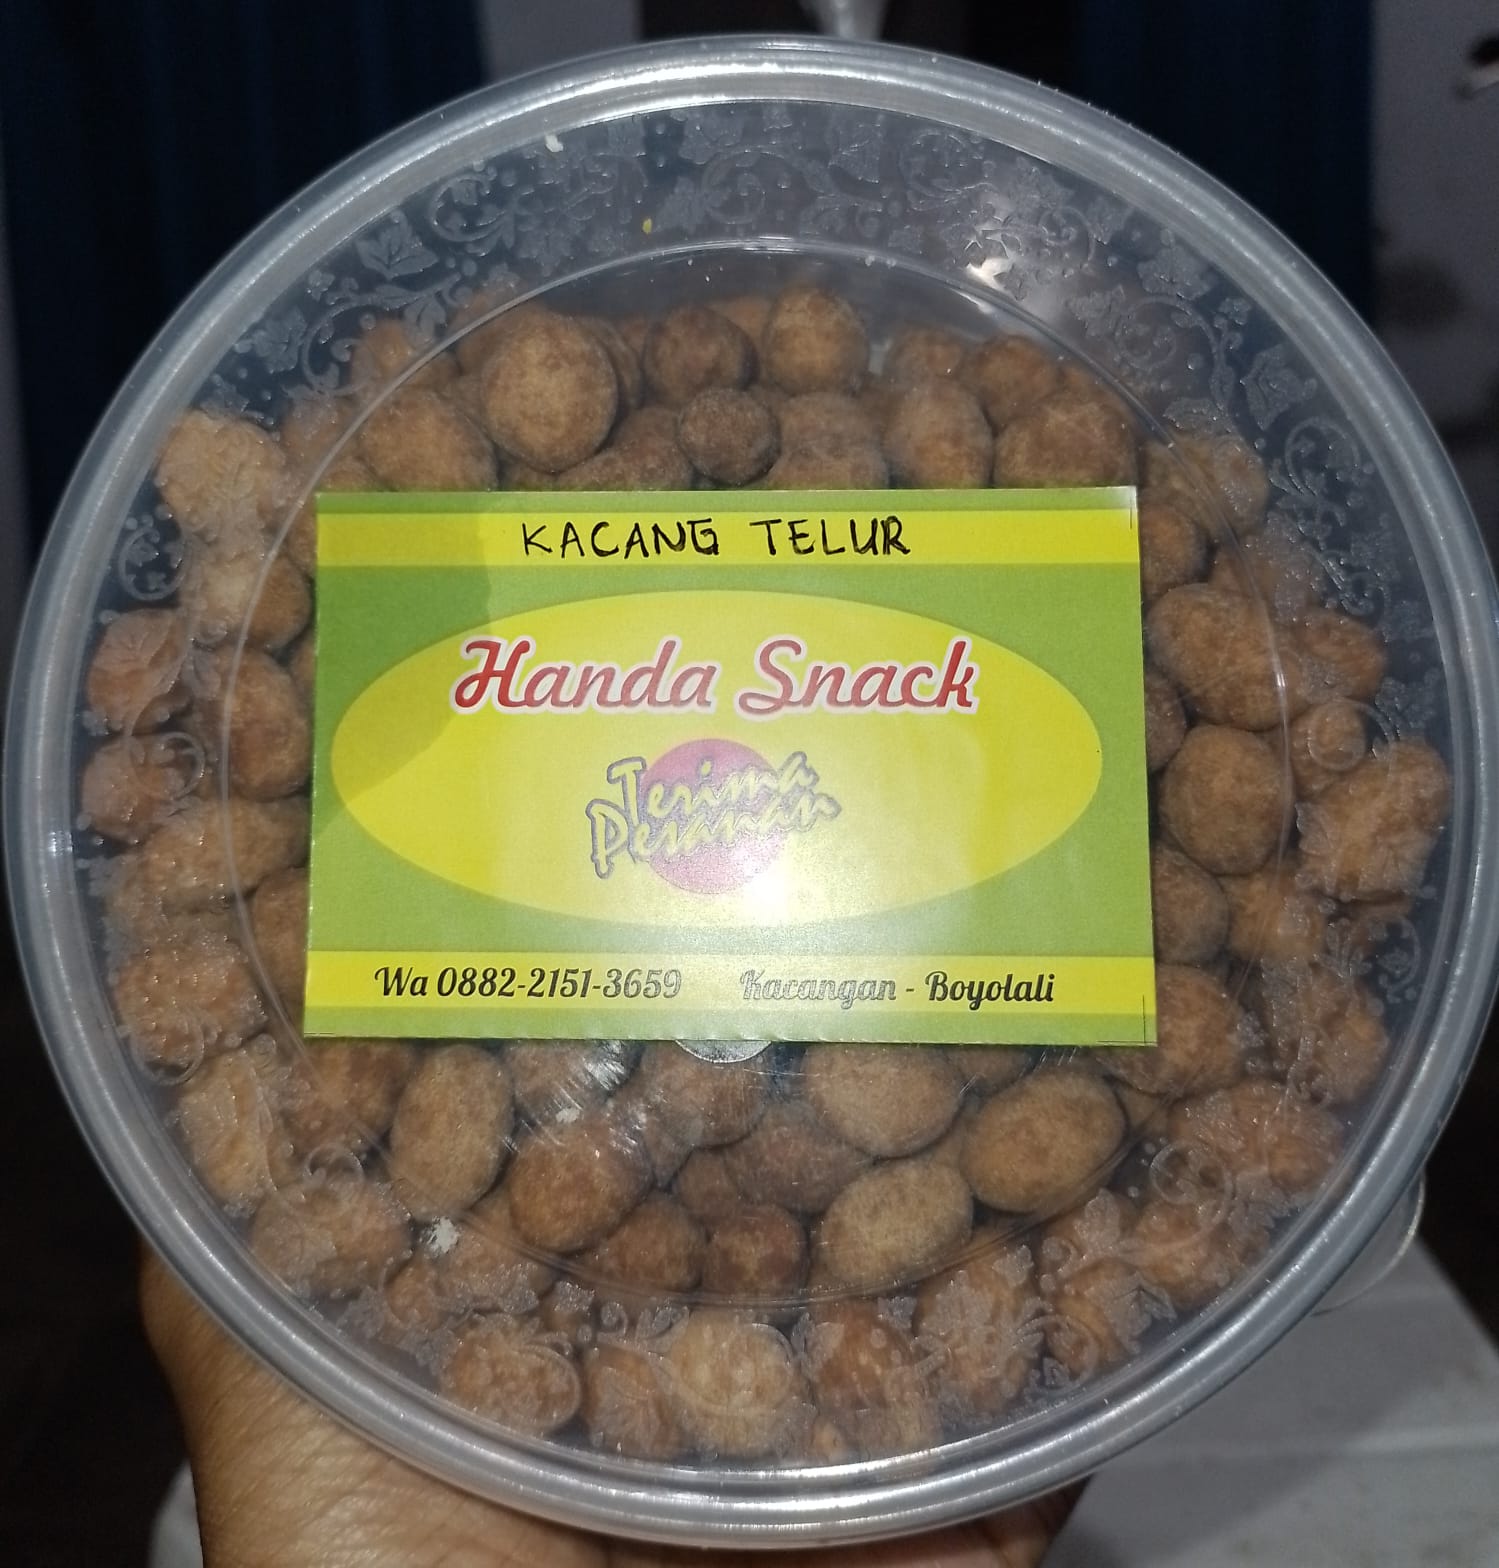 KACANG TELUR
Handa Snack
Terima
Pesanan
Wa 0882-2151-3659 Kacangan - Boyolali